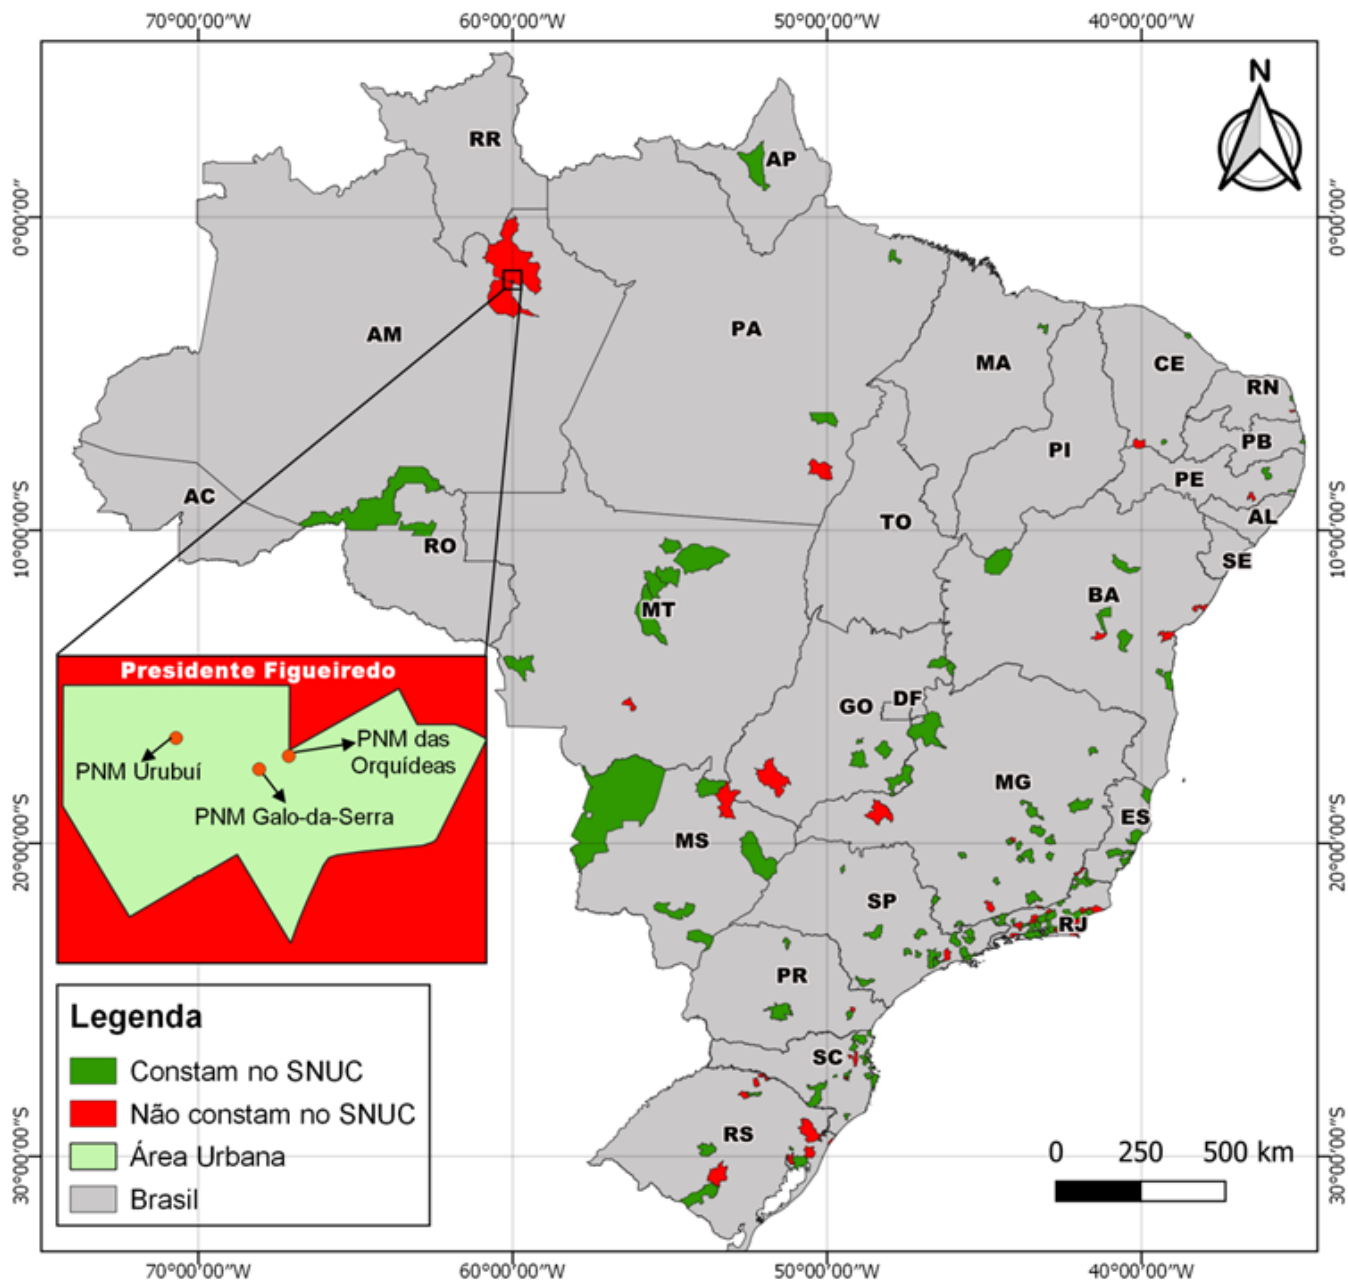 70°00'00"W 60°00'00"W 50°00'00"W 40°00'00"W
N
RR
AP
0°00'00" 0°00'00"
AM
PA
MA
CE
RN
PB
PI
PE
AC
TO
AL
10°00'00"S 10°00'00"S
RO
SE
BA
MT
Presidente Figueiredo
GO
DF
PNM das
Orquídeas
PNM Urubuí
PNM Galo-da-Serra
MG
ES
MS
20°00'00"S 20°00'00"S
SP
RJ
PR
Legenda
Constam no SNUC
Não constam no SNUC
Área Urbana
Brasil
SC
RS
30°00'00"S 30°00'00"S
0 250 500 km
70°00'00"W 60°00'00"W 50°00'00"W 40°00'00"W